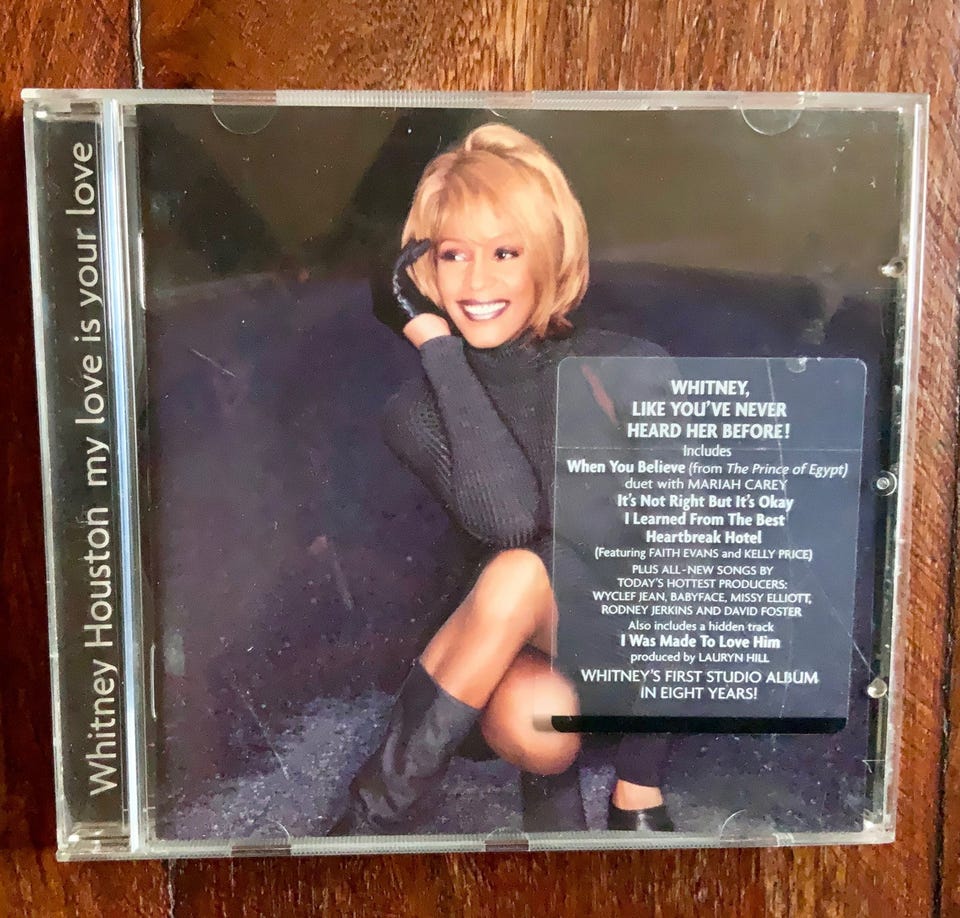 Whitney Houston my love is your love
WHITNEY,
LIKE YOU'VE NEVER
HEARD HER BEFORE!
Includes
When You Believe (from The Prince of Egypt)
duet with MARIAH CAREY
It's Not Right But It's Okay
I Learned From The Best
Heartbreak Hotel
(Featuring FAITH EVANS and KELLY PRICE)
PLUS ALL-NEW SONGS BY
TODAY'S HOTTEST PRODUCERS:
WYCLEF JEAN, BABYFACE, MISSY ELLIOTT,
RODNEY JERKINS AND DAVID FOSTER
Also includes a hidden track
I Was Made To Love Him
produced by LAURYN HILL
WHITNEY'S FIRST STUDIO ALBUM
IN EIGHT YEARS!